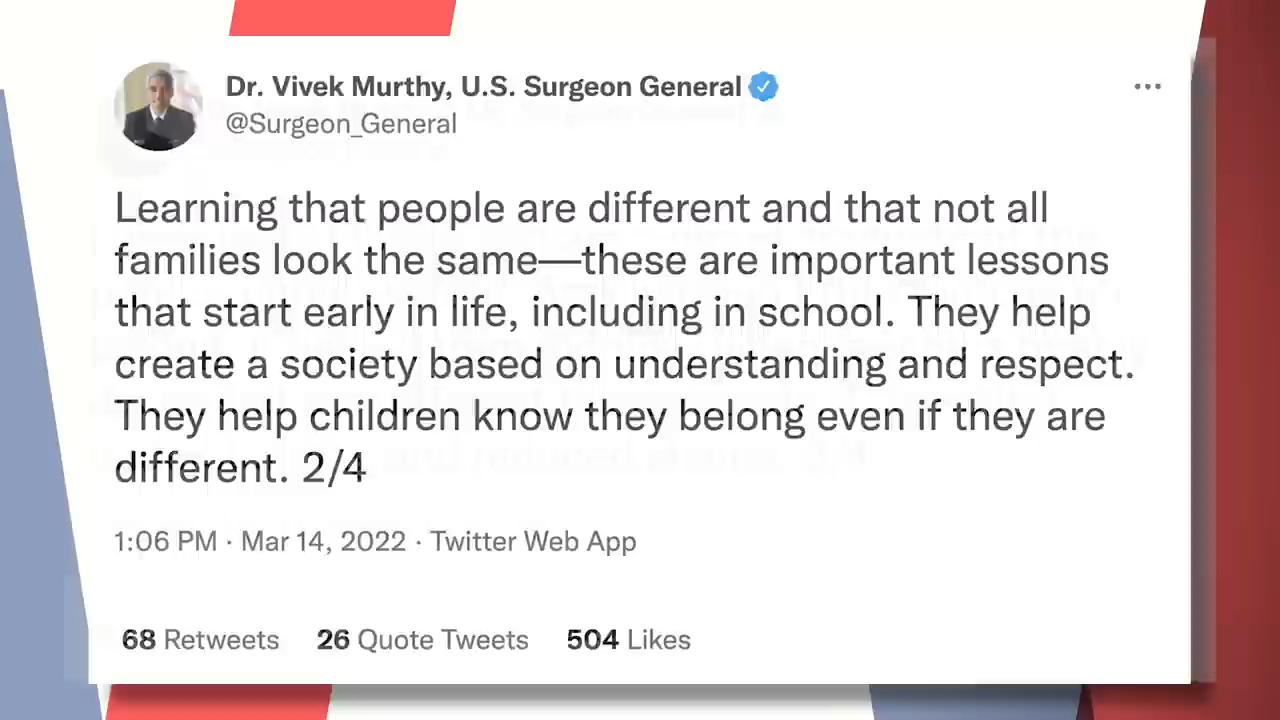 Dr. Vivek Murthy, U.S. Surgeon General
@Surgeon_General
Learning that people are different and that not all
families look the same—these are important lessons
that start early in life, including in school. They help
create a society based on understanding and respect.
They help children know they belong even if they are
different. 2/4
1:06 PM · Mar 14, 2022 · Twitter Web App
68 Retweets 26 Quote Tweets 504 Likes